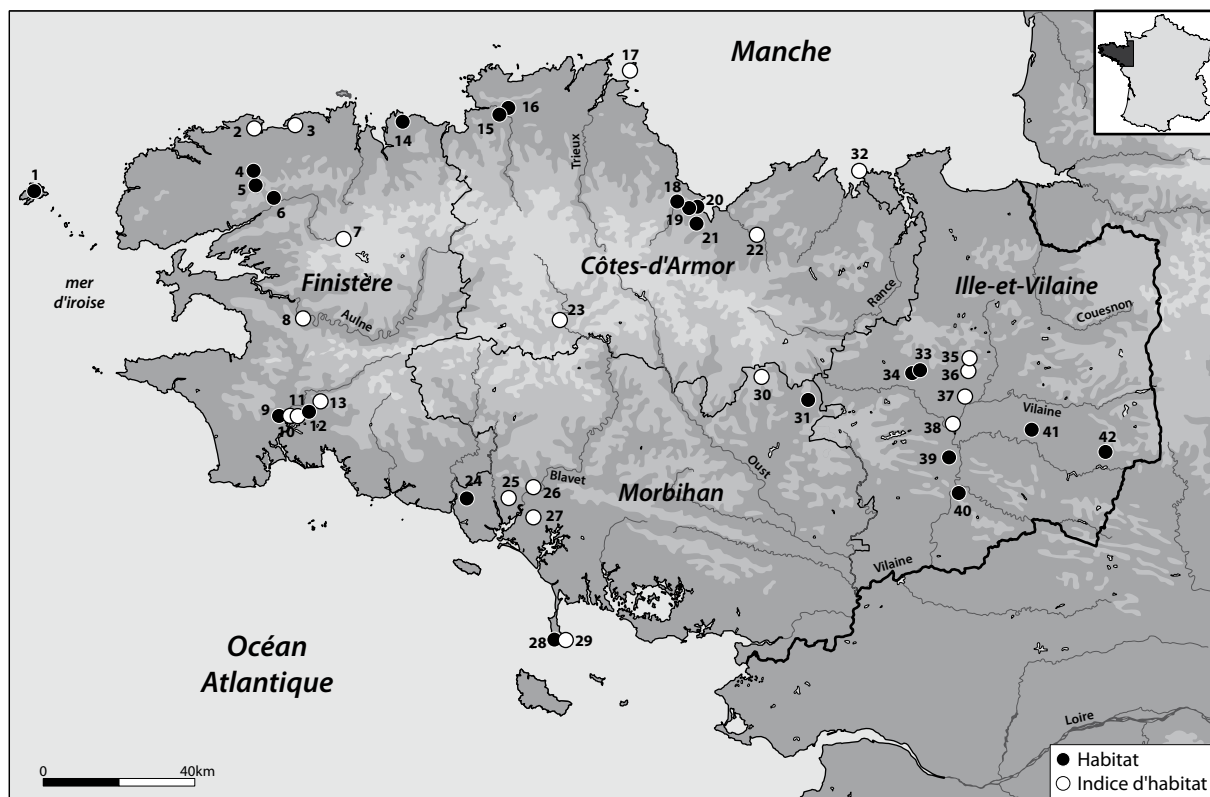 Manche
17
16
15
14
2
3
4
5
6
1
32
Trieux
18
20
19
21
22
7
Finistère
Côtes-d'Armor
Ille-et-Vilaine
mer
d'iroise
Rance
Couesnon
8
Aulne
23
33
34
35
36
30
31
37
9
10
11
12
13
38
Vilaine
41
42
39
40
Oust
Blavet
24
25
26
27
Morbihan
Vilaine
Océan
Atlantique
28
29
Loire
0
40km
Habitat
Indice d'habitat